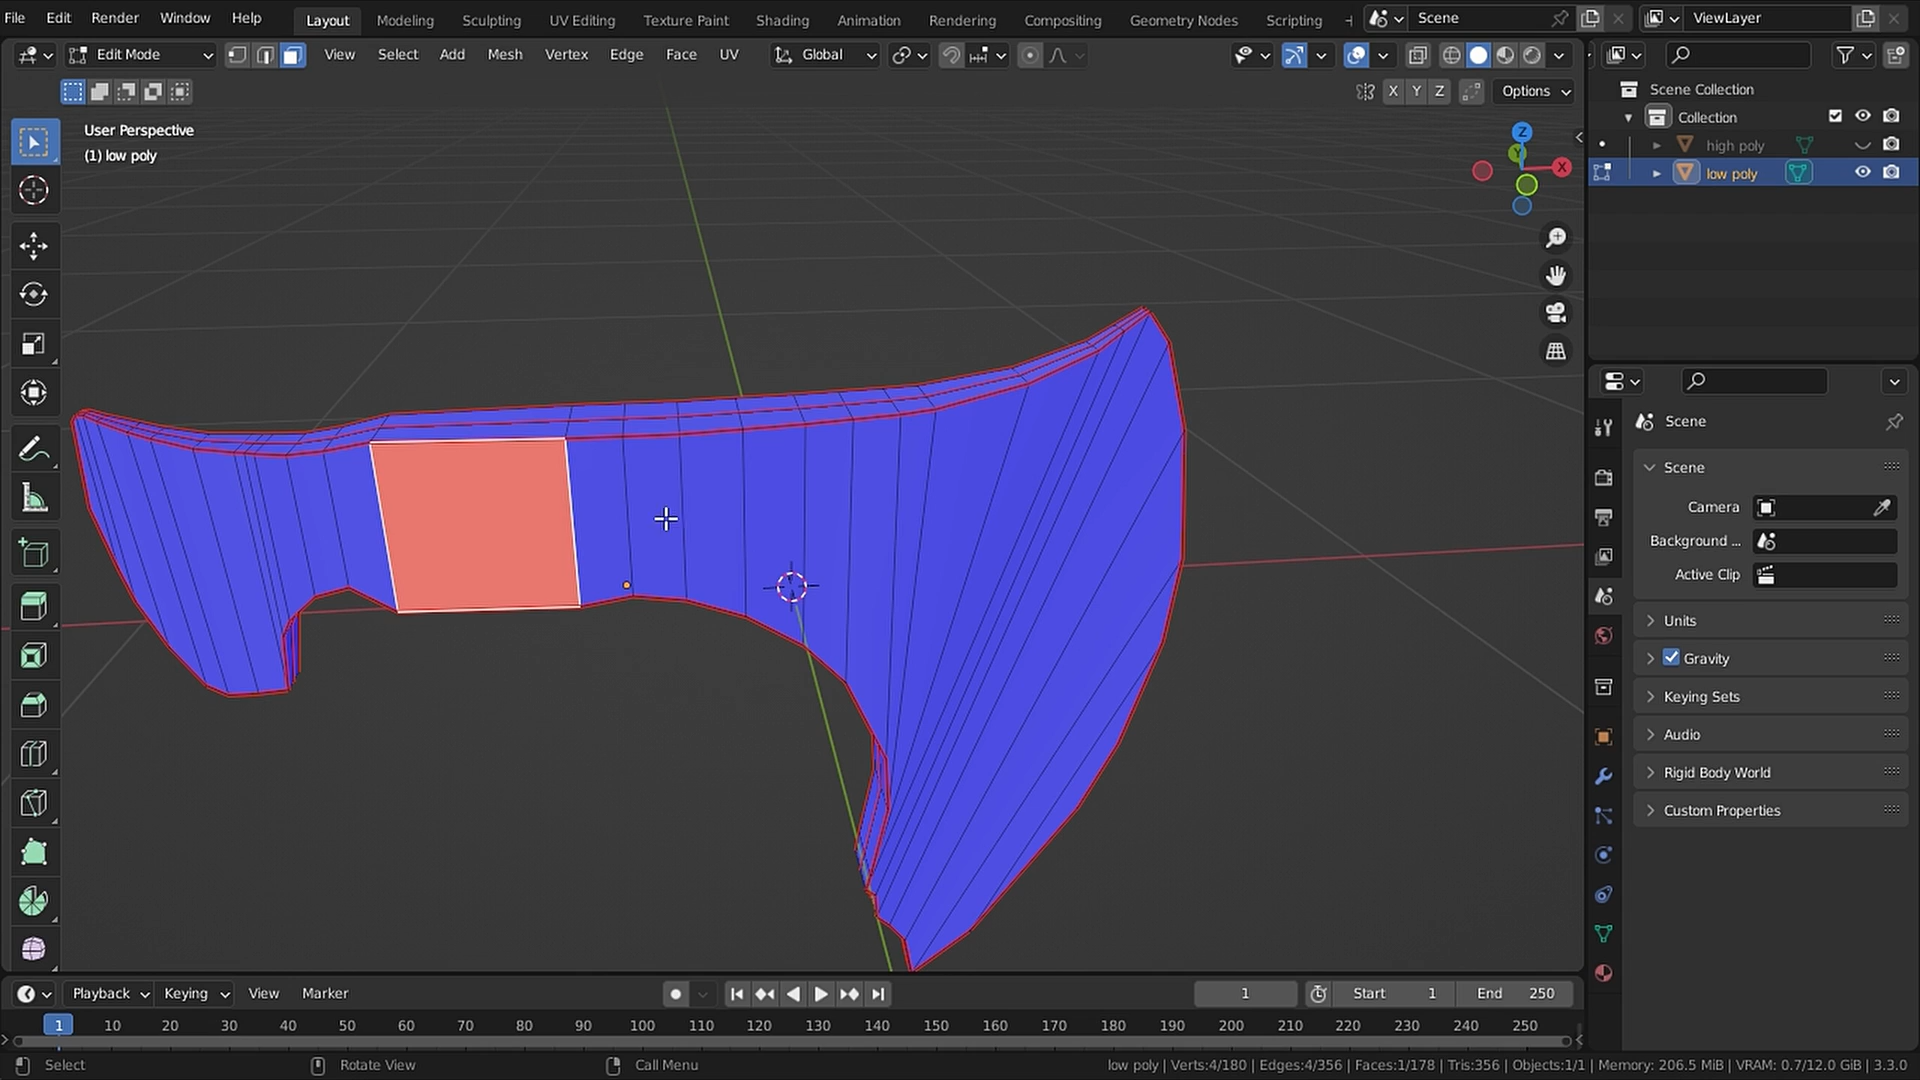 File Edit Render Window Help Layout Modeling Sculpting UV Editing Texture Paint Shading Animation Rendering Compositing Geometry Nodes Scripting Scene ViewLayer
Edit Mode View Select Add Mesh Vertex Edge Face UV Global
X Y Z Options
User Perspective
(1) low poly
Z
Y
X
Scene Collection
Collection
high poly
low poly
Scene
Scene
Camera
Background ...
Active Clip
Units
Gravity
Keying Sets
Audio
Rigid Body World
Custom Properties
Playback Keying View Marker 1 Start 1 End 250
1 10 20 30 40 50 60 70 80 90 100 110 120 130 140 150 160 170 180 190 200 210 220 230 240 250
Select Rotate View Call Menu low poly | Verts:4/180 | Edges:4/356 | Faces:1/178 | Tris:356 | Objects:1/1 | Memory: 206.5 MiB | VRAM: 0.7/12.0 GiB | 3.3.0